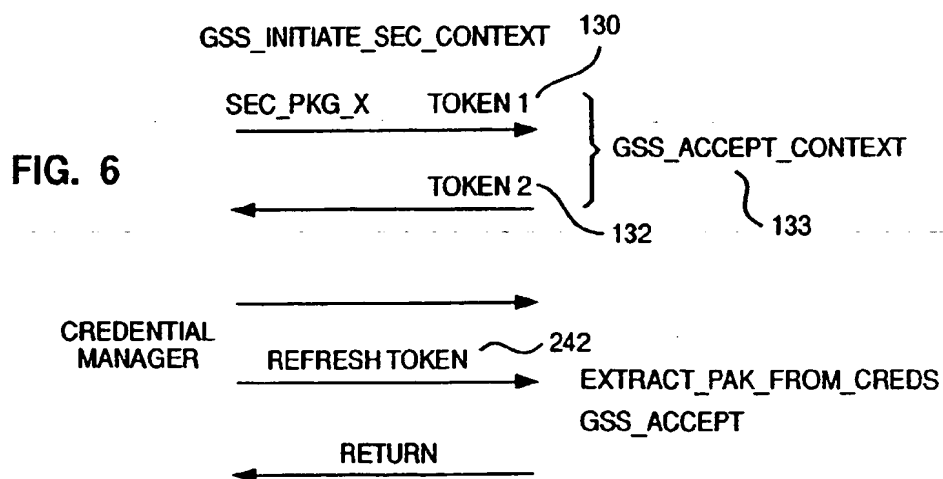 GSS_INITIATE_SEC_CONTEXT 130
SEC_PKG_X TOKEN 1
GSS_ACCEPT_CONTEXT
FIG. 6
TOKEN 2
132
133
CREDENTIAL
MANAGER
REFRESH TOKEN 242
EXTRACT_PAK_FROM_CREDS
GSS_ACCEPT
RETURN